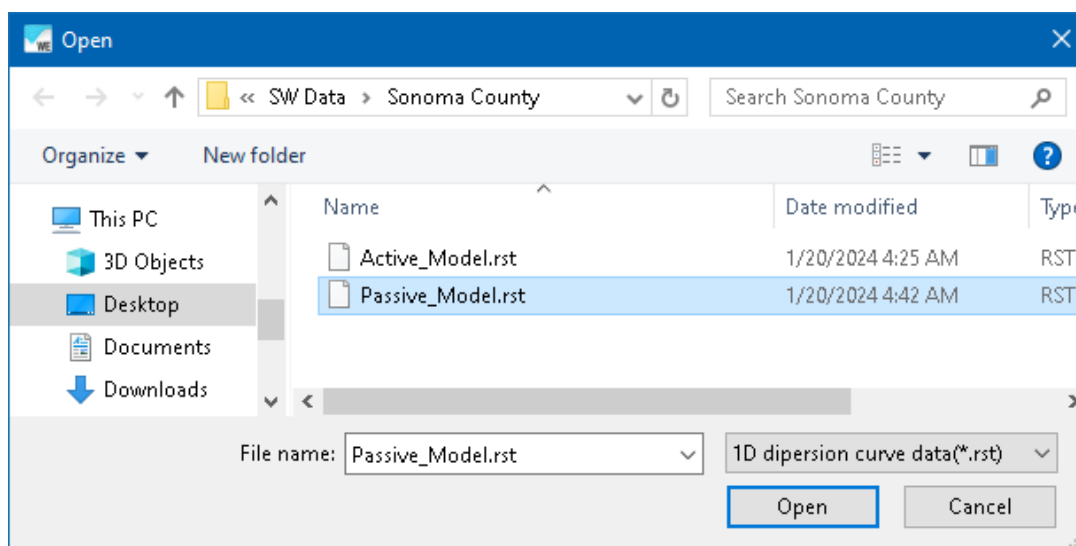 WE Open
« SW Data > Sonoma County
Search Sonoma County
Organize
New folder
?
Name
Date modified
Type
This PC
3D Objects
Desktop
Documents
Downloads
Active_Model.rst 1/20/2024 4:25 AM RST
Passive_Model.rst 1/20/2024 4:42 AM RST
File name: Passive_Model.rst
1D dipersion curve data(*.rst)
Open
Cancel